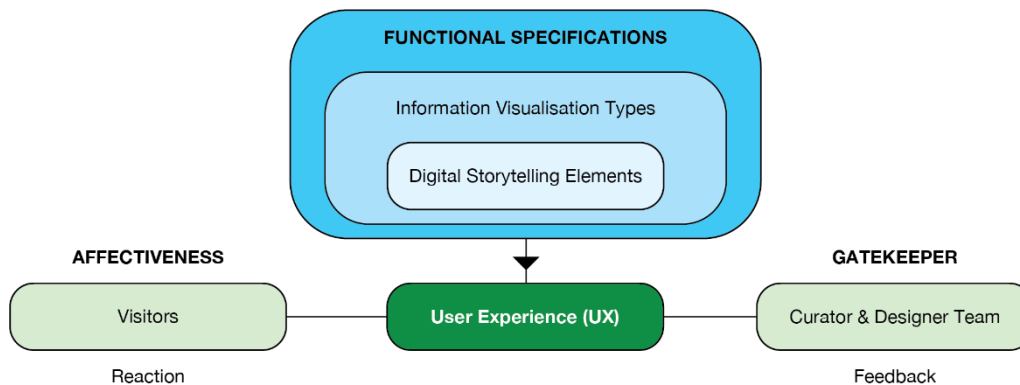 FUNCTIONAL SPECIFICATIONS
Information Visualisation Types
Digital Storytelling Elements
AFFECTIVENESS
GATEKEEPER
Visitors
User Experience (UX)
Curator & Designer Team
Reaction
Feedback